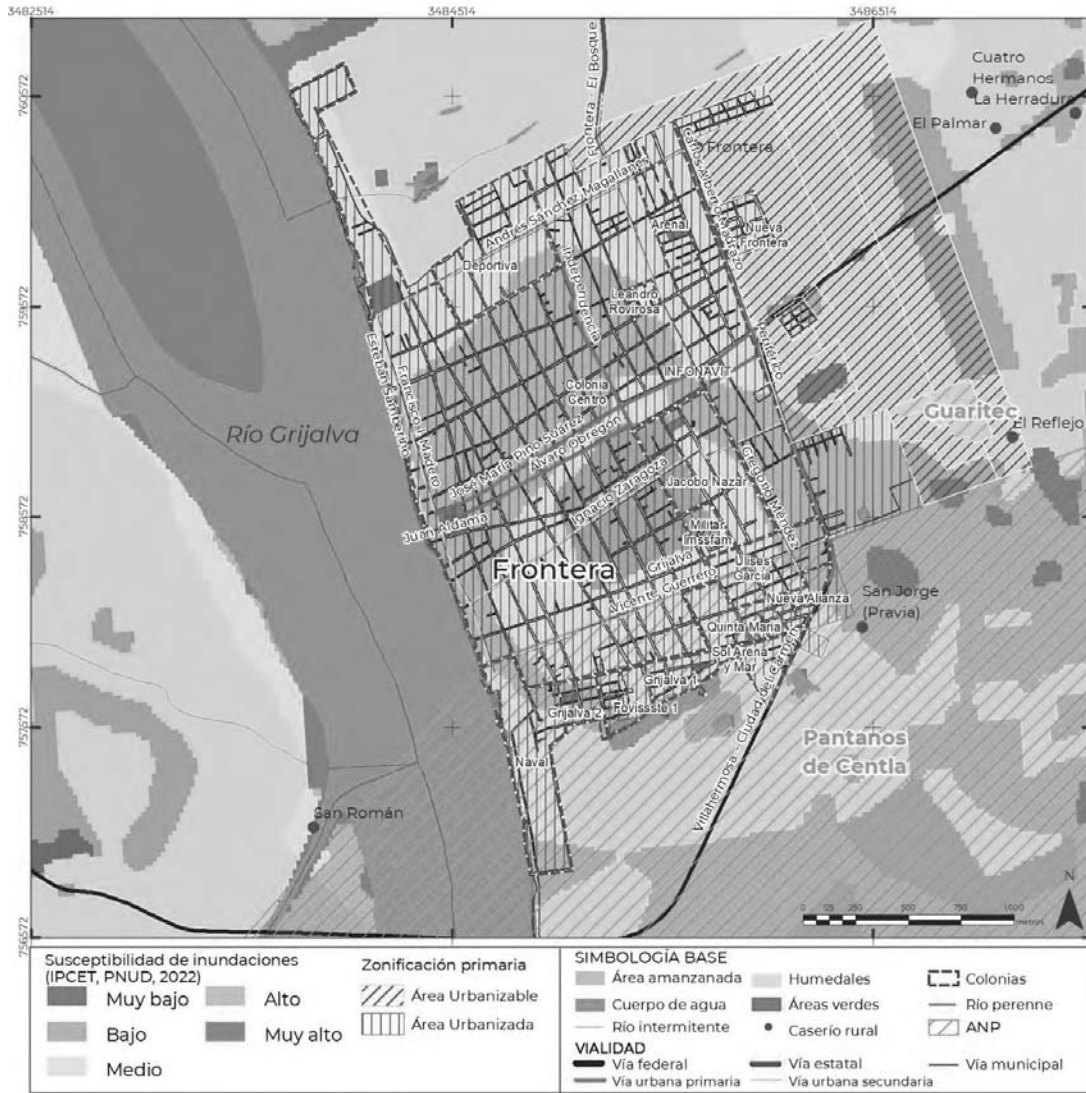 3482514
3484514
3486514
760572
759572
758572
757572
756572
Cuatro
Hermanos
La Herradura
El Palmar
Frontera - El Bosque
Frontera
Carlos Alberto Madrazo
Andrés Sánchez Magallanes
Arenal
Nueva
Frontera
Deportiva
Independencia
Leandro
Rovirosa
Periférico
Esteban Samberino
Francisco I. Madero
INFONAVIT
Colonia
Centro
Guaritec
El Reflejo
Río Grijalva
José María Pino Suárez
Álvaro Obregón
Ignacio Zaragoza
Jacobo Nazar
Gregorio Méndez
Juan Aldama
Militar
Imssfam
Frontera
Grijalva
Ulises
García
Vicente Guerrero
Nueva Alianza
San Jorge
(Pravia)
Quinta María
Sol Arena
y Mar
Grijalva 1
Grijalva 2
Fovissste 1
Naval
Villahermosa - Ciudad del Carmen
Pantanos
de Centla
San Román
N
0 125 250 500 750 1000
metros
Susceptibilidad de inundaciones
(IPCET, PNUD, 2022)
Muy bajo
Bajo
Medio
Alto
Muy alto
Zonificación primaria
Área Urbanizable
Área Urbanizada
SIMBOLOGÍA BASE
Área amanzanada
Cuerpo de agua
Río intermitente
Humedales
Áreas verdes
Caserío rural
Colonias
Río perenne
ANP
VIALIDAD
Vía federal
Vía estatal
Vía municipal
Vía urbana primaria
Vía urbana secundaria